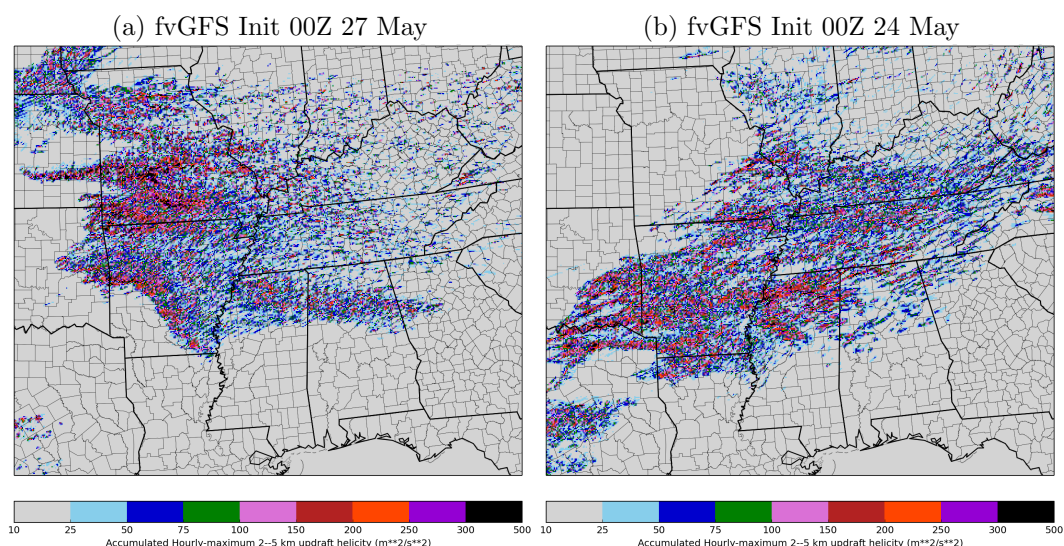 (a) fvGFS Init 00Z 27 May
(b) fvGFS Init 00Z 24 May
10 25 50 75 100 150 200 250 300 500
Accumulated Hourly-maximum 2--5 km updraft helicity (m**2/s**2)
10 25 50 75 100 150 200 250 300 500
Accumulated Hourly-maximum 2--5 km updraft helicity (m**2/s**2)